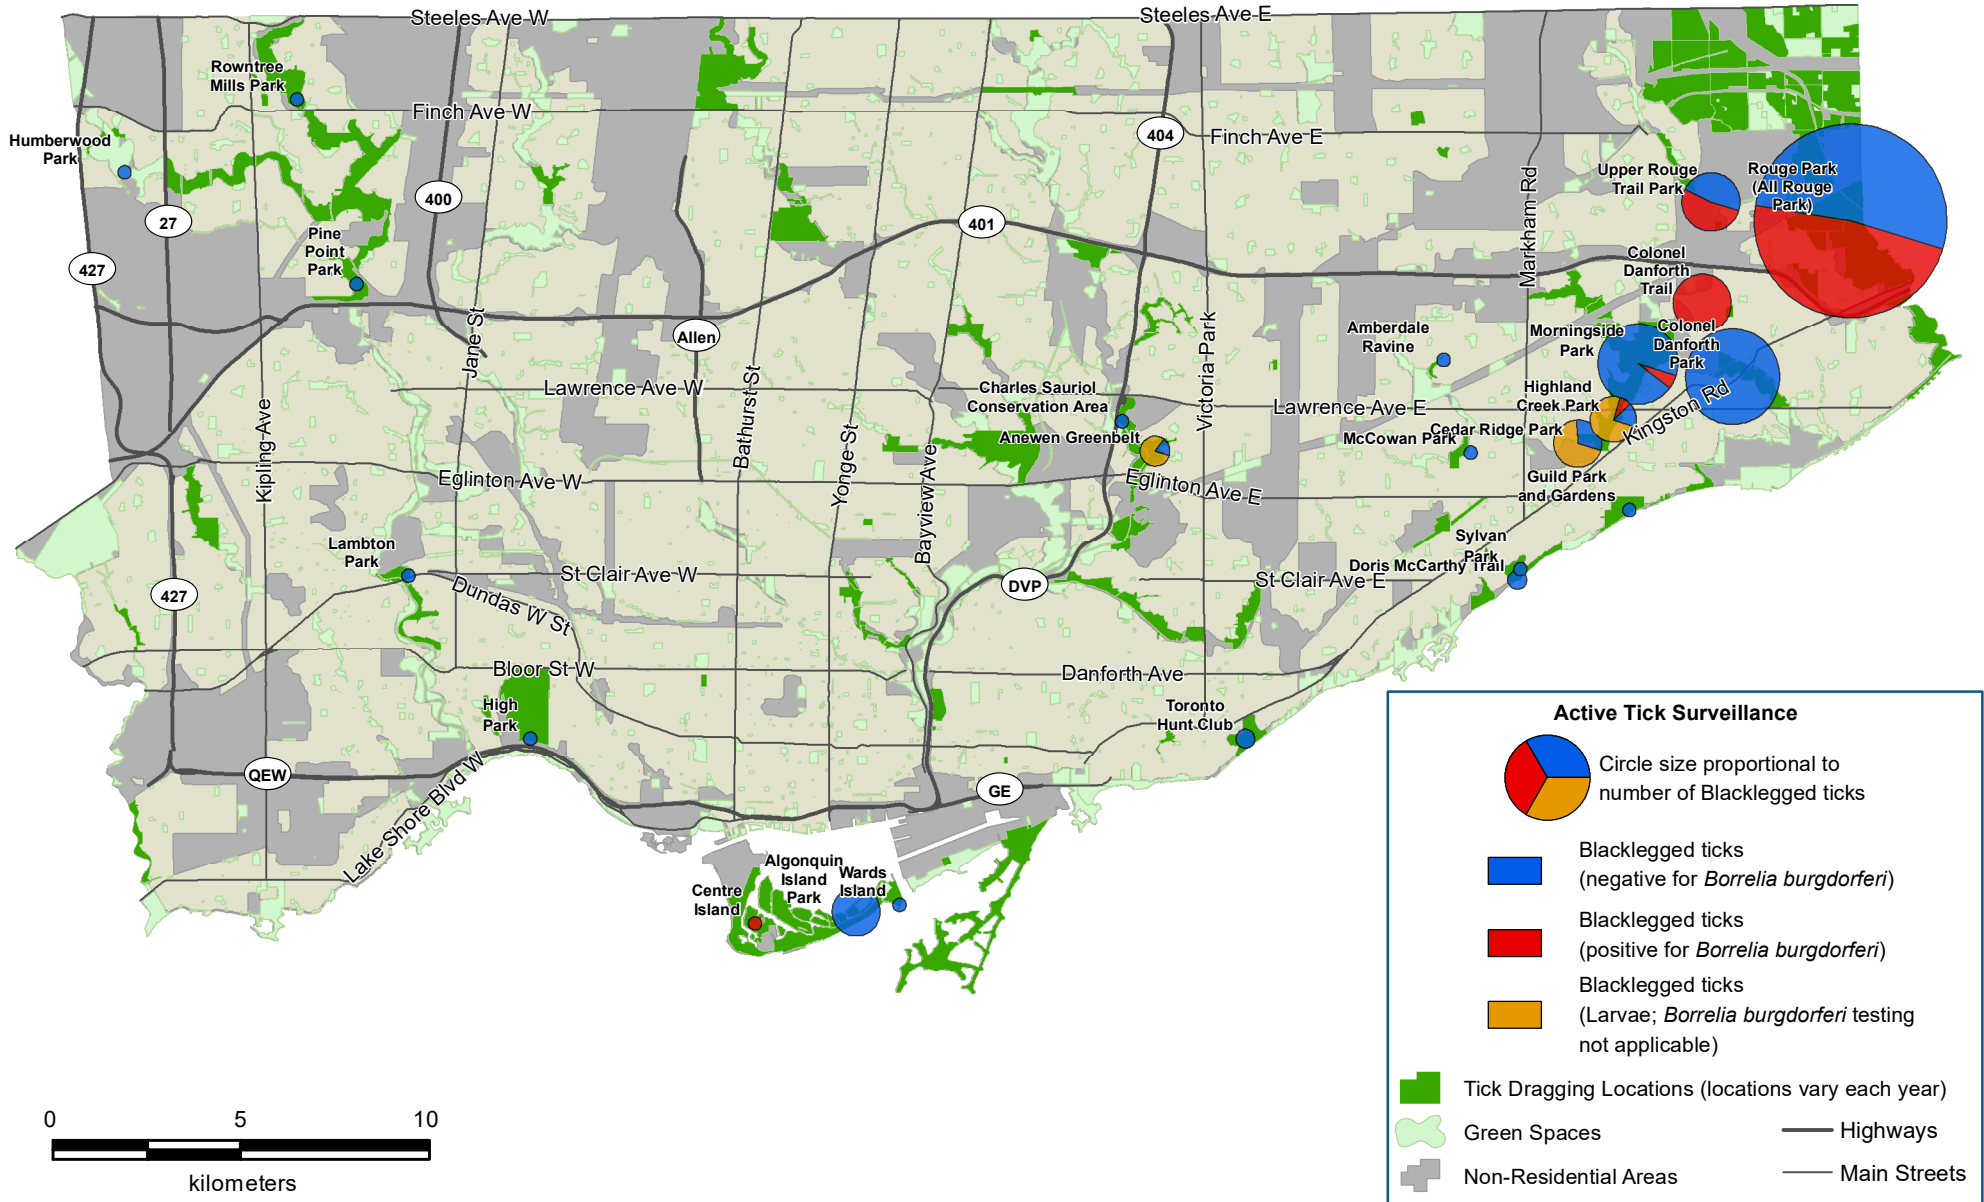 Steeles Ave W
Steeles Ave E
Rowntree
Mills Park
Finch Ave W
Finch Ave E
404
Humberwood
Park
400
27
427
Pine
Point
Park
401
Markham Rd
Upper Rouge
Trail Park
Rouge Park
(All Rouge
Park)
Colonel
Danforth
Trail
Allen
Jane St
Bathurst St
Victoria Park
Amberdale
Ravine
Morningside
Park
Colonel
Danforth
Park
Lawrence Ave W
Charles Sauriol
Conservation Area
Lawrence Ave E
Highland
Creek Park
Kipling Ave
Yonge St
Bayview Ave
Anewen Greenbelt
McCowan Park
Cedar Ridge Park
Kingston Rd
Eglinton Ave W
Eglinton Ave E
Guild Park
and Gardens
Lambton
Park
Sylvan
Park
Doris McCarthy Trail
427
Dundas W St
St Clair Ave W
DVP
St Clair Ave E
Bloor St W
Danforth Ave
High
Park
Toronto
Hunt Club
QEW
GE
Lake Shore Blvd W
Algonquin
Island
Park
Wards
Island
Centre
Island
Active Tick Surveillance
Circle size proportional to
number of Blacklegged ticks
Blacklegged ticks
(negative for Borrelia burgdorferi)
Blacklegged ticks
(positive for Borrelia burgdorferi)
Blacklegged ticks
(Larvae; Borrelia burgdorferi testing
not applicable)
Tick Dragging Locations (locations vary each year)
Green Spaces
Highways
Non-Residential Areas
Main Streets
0 5 10
kilometers